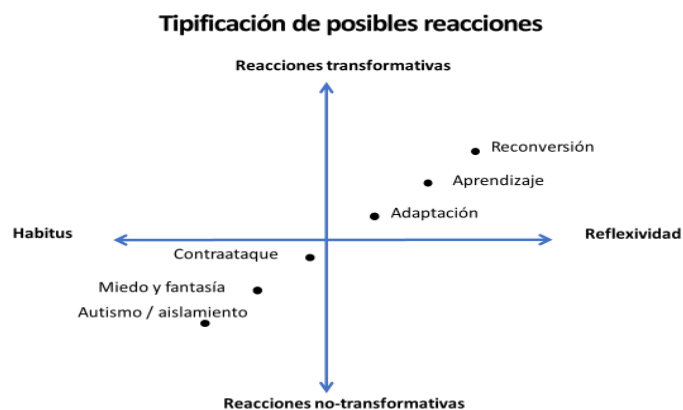 Tipificación de posibles reacciones
Reacciones transformativas
Reconversión
Aprendizaje
Adaptación
Habitus
Reflexividad
Contraataque
Miedo y fantasía
Autismo / aislamiento
Reacciones no-transformativas